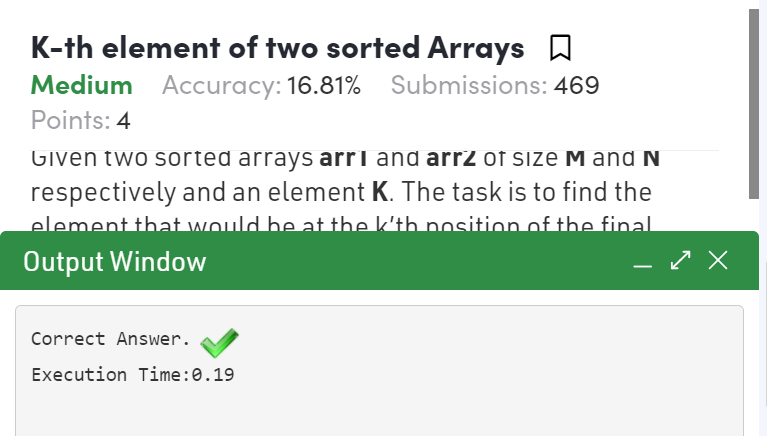 K-th element of two sorted Arrays
Medium Accuracy: 16.81% Submissions: 469
Points: 4
Given two sorted arrays arr1 and arr2 of size M and N
respectively and an element K. The task is to find the
element that would be at the k'th position of the final
Output Window
Correct Answer.
Execution Time:0.19